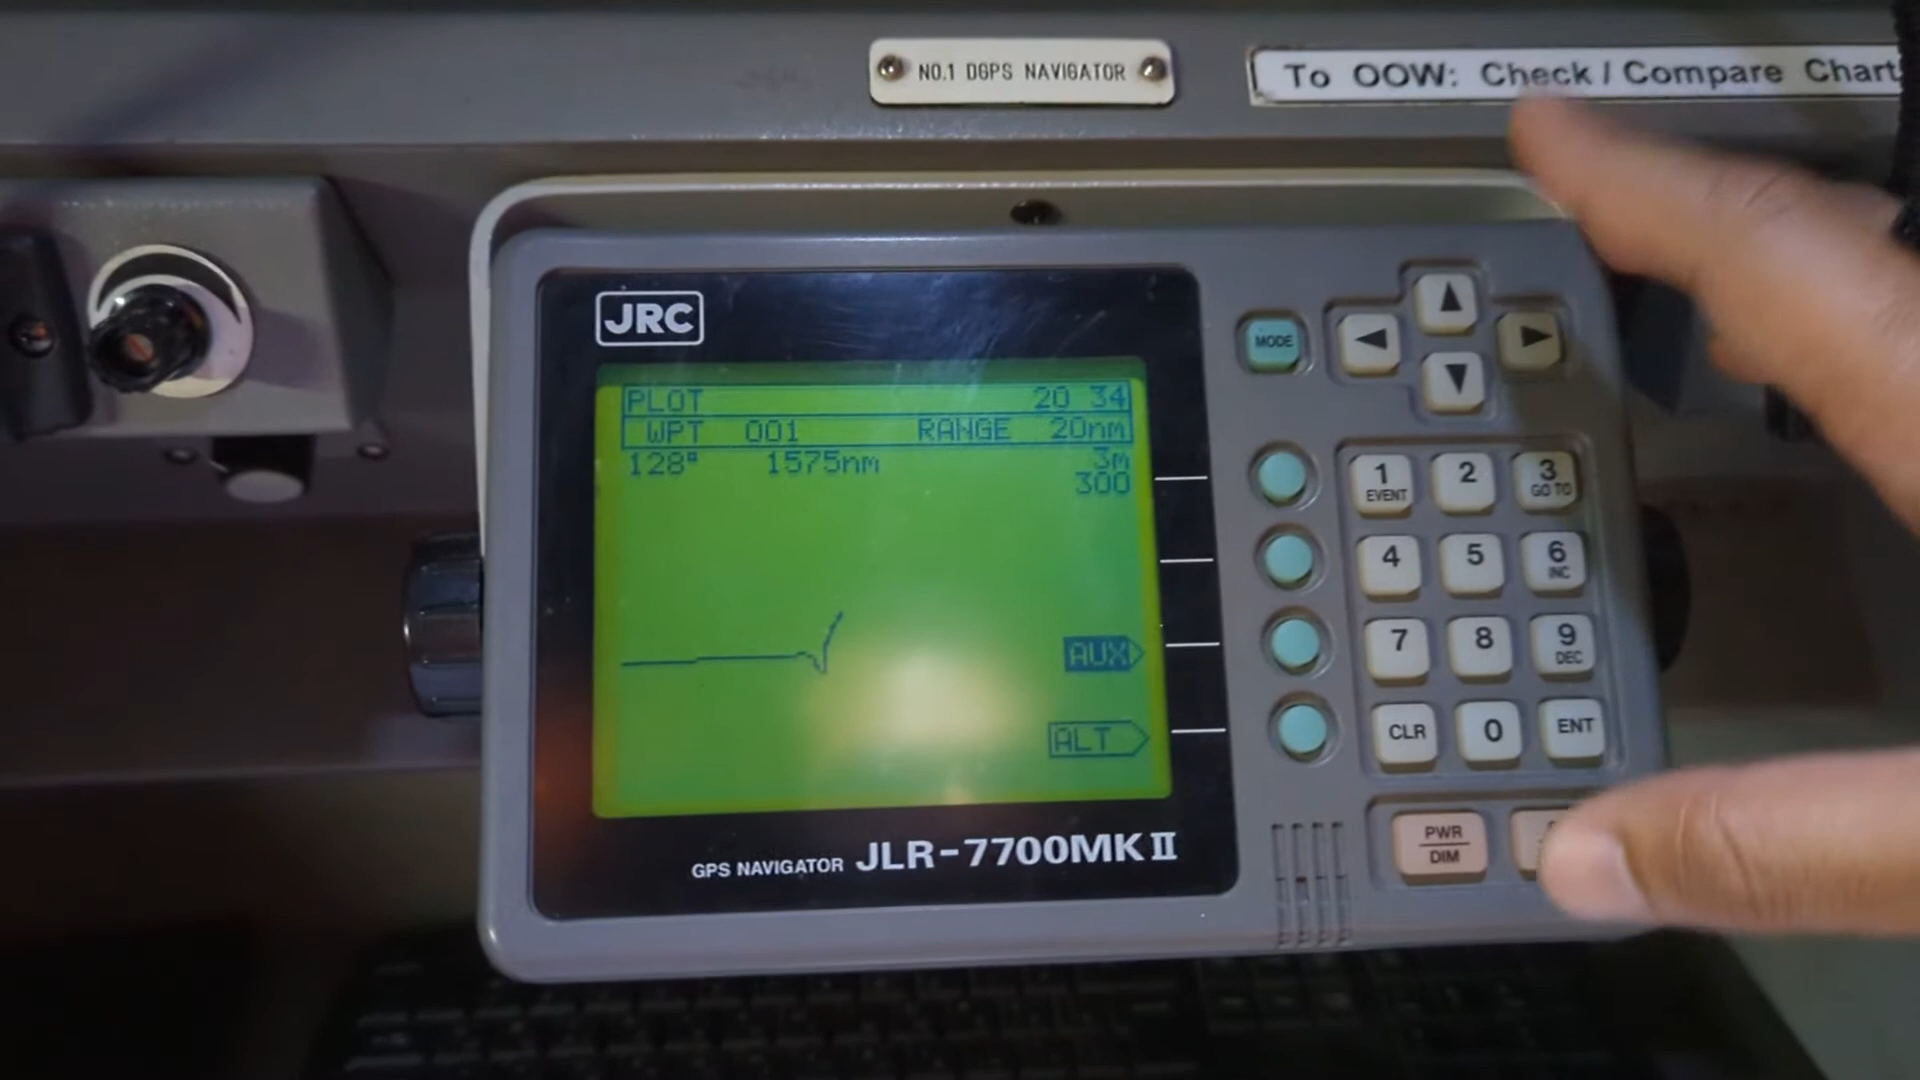 NO.1 DGPS NAVIGATOR
To OOW: Check / Compare Chart
JRC
PLOT 20 34
WPT 001 RANGE 20nm
128° 1575nm 3m
300
AUX
ALT
GPS NAVIGATOR JLR-7700MKⅡ
MODE
1 EVENT 2 3 GO TO
4 5 6 INC
7 8 9 DEC
CLR 0 ENT
PWR
DIM